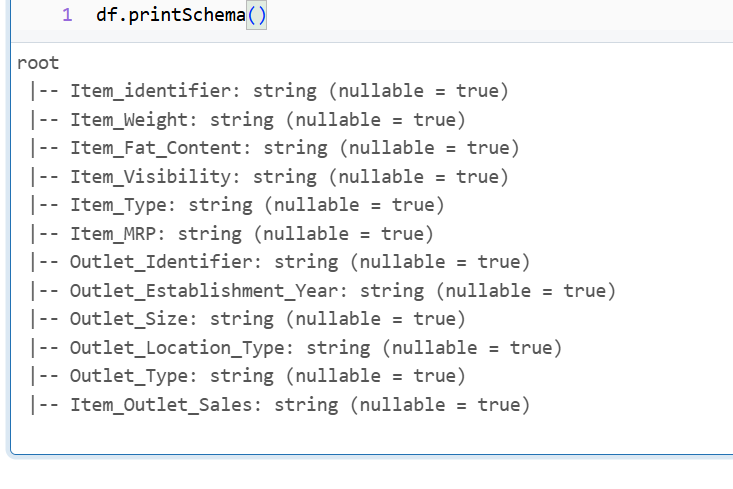 1 df.printSchema()
root
|-- Item_identifier: string (nullable = true)
|-- Item_Weight: string (nullable = true)
|-- Item_Fat_Content: string (nullable = true)
|-- Item_Visibility: string (nullable = true)
|-- Item_Type: string (nullable = true)
|-- Item_MRP: string (nullable = true)
|-- Outlet_Identifier: string (nullable = true)
|-- Outlet_Establishment_Year: string (nullable = true)
|-- Outlet_Size: string (nullable = true)
|-- Outlet_Location_Type: string (nullable = true)
|-- Outlet_Type: string (nullable = true)
|-- Item_Outlet_Sales: string (nullable = true)